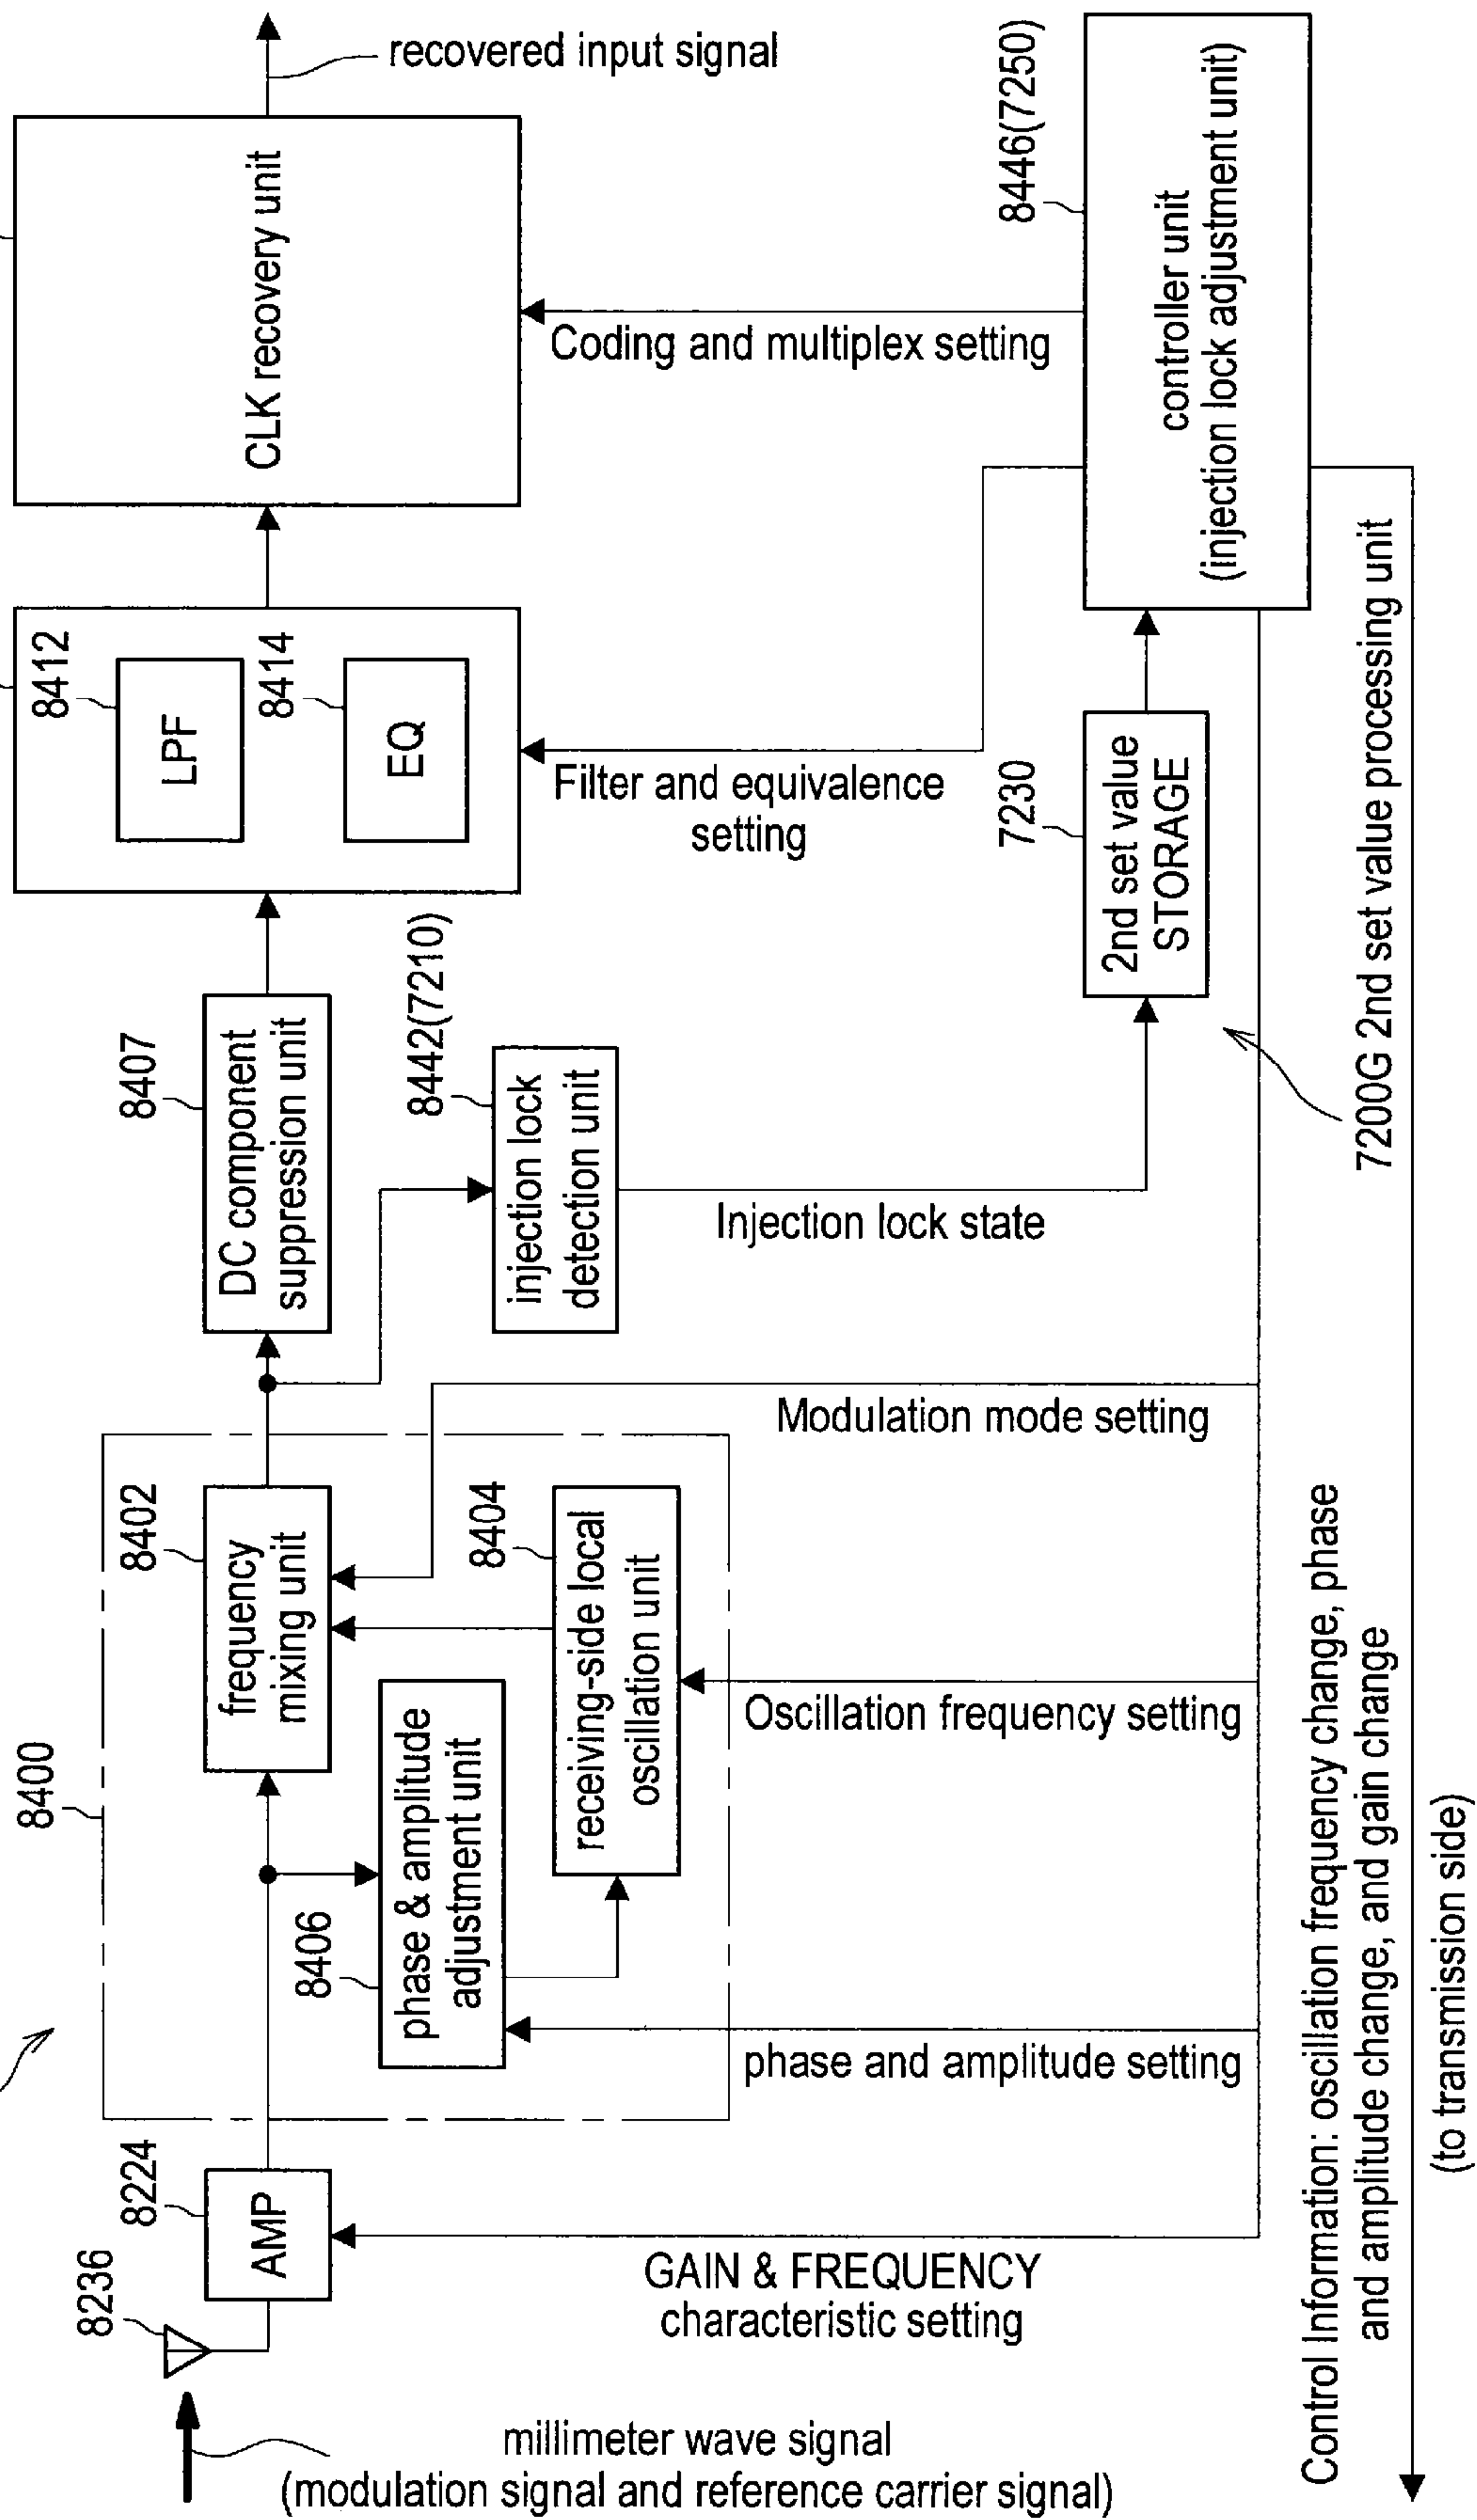 8400
8236
8224
AMP
8402
frequency
mixing unit
8406
phase & amplitude
adjustment unit
8404
receiving-side local
oscillation unit
8407
DC component
suppression unit
8442(7210)
injection lock
detection unit
8412
LPF
8414
EQ
CLK recovery unit
recovered input signal
millimeter wave signal
(modulation signal and reference carrier signal)
GAIN & FREQUENCY
characteristic setting
phase and amplitude setting
Oscillation frequency setting
Modulation mode setting
Injection lock state
Filter and equivalence
setting
Coding and multiplex setting
7230
2nd set value
STORAGE
8446(7250)
controller unit
(injection lock adjustment unit)
7200G 2nd set value processing unit
Control Information: oscillation frequency change, phase
and amplitude change, and gain change
(to transmission side)